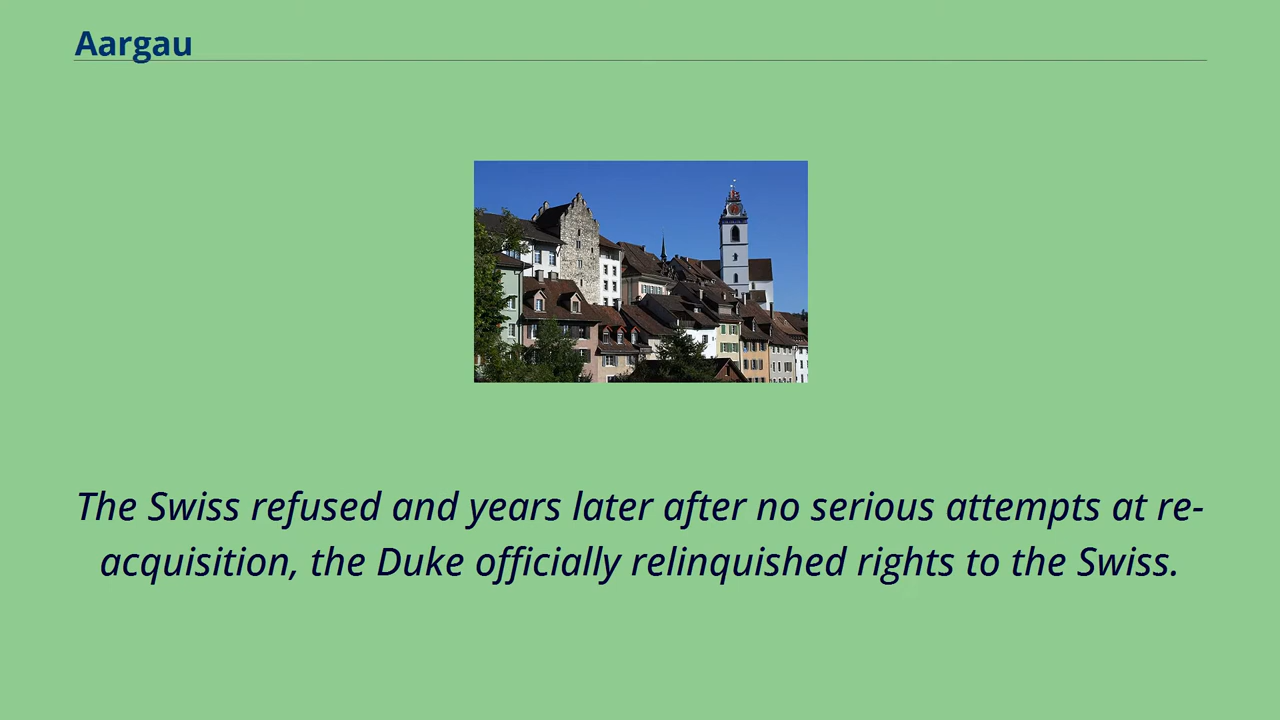 Aargau
The Swiss refused and years later after no serious attempts at re-
acquisition, the Duke officially relinquished rights to the Swiss.